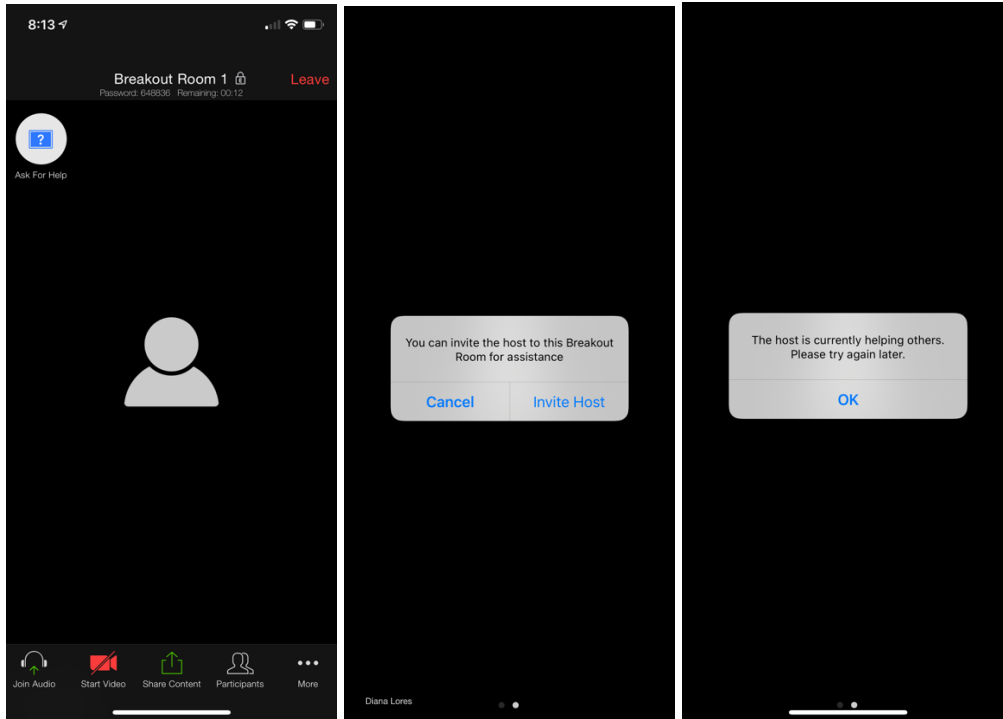 8:13
Breakout Room 1
Leave
Password: 648836 Remaining: 00:12
?
Ask For Help
Join Audio
Start Video
Share Content
Participants
More
You can invite the host to this Breakout
Room for assistance
Cancel
Invite Host
Diana Lores
The host is currently helping others.
Please try again later.
OK